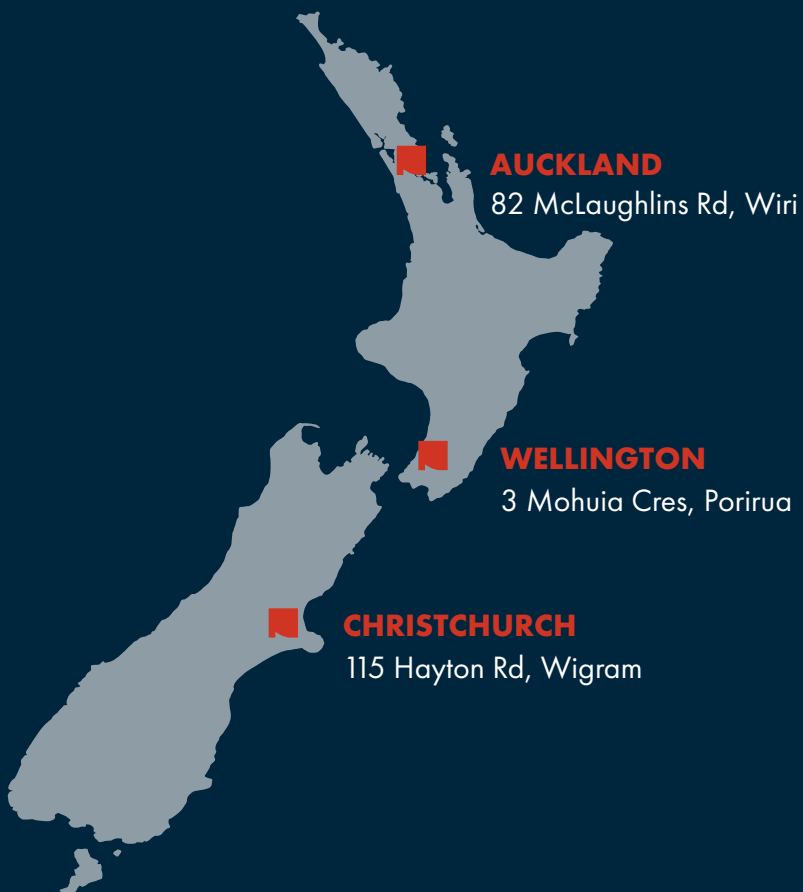 AUCKLAND
82 McLaughlins Rd, Wiri
WELLINGTON
3 Mohuia Cres, Porirua
CHRISTCHURCH
115 Hayton Rd, Wigram